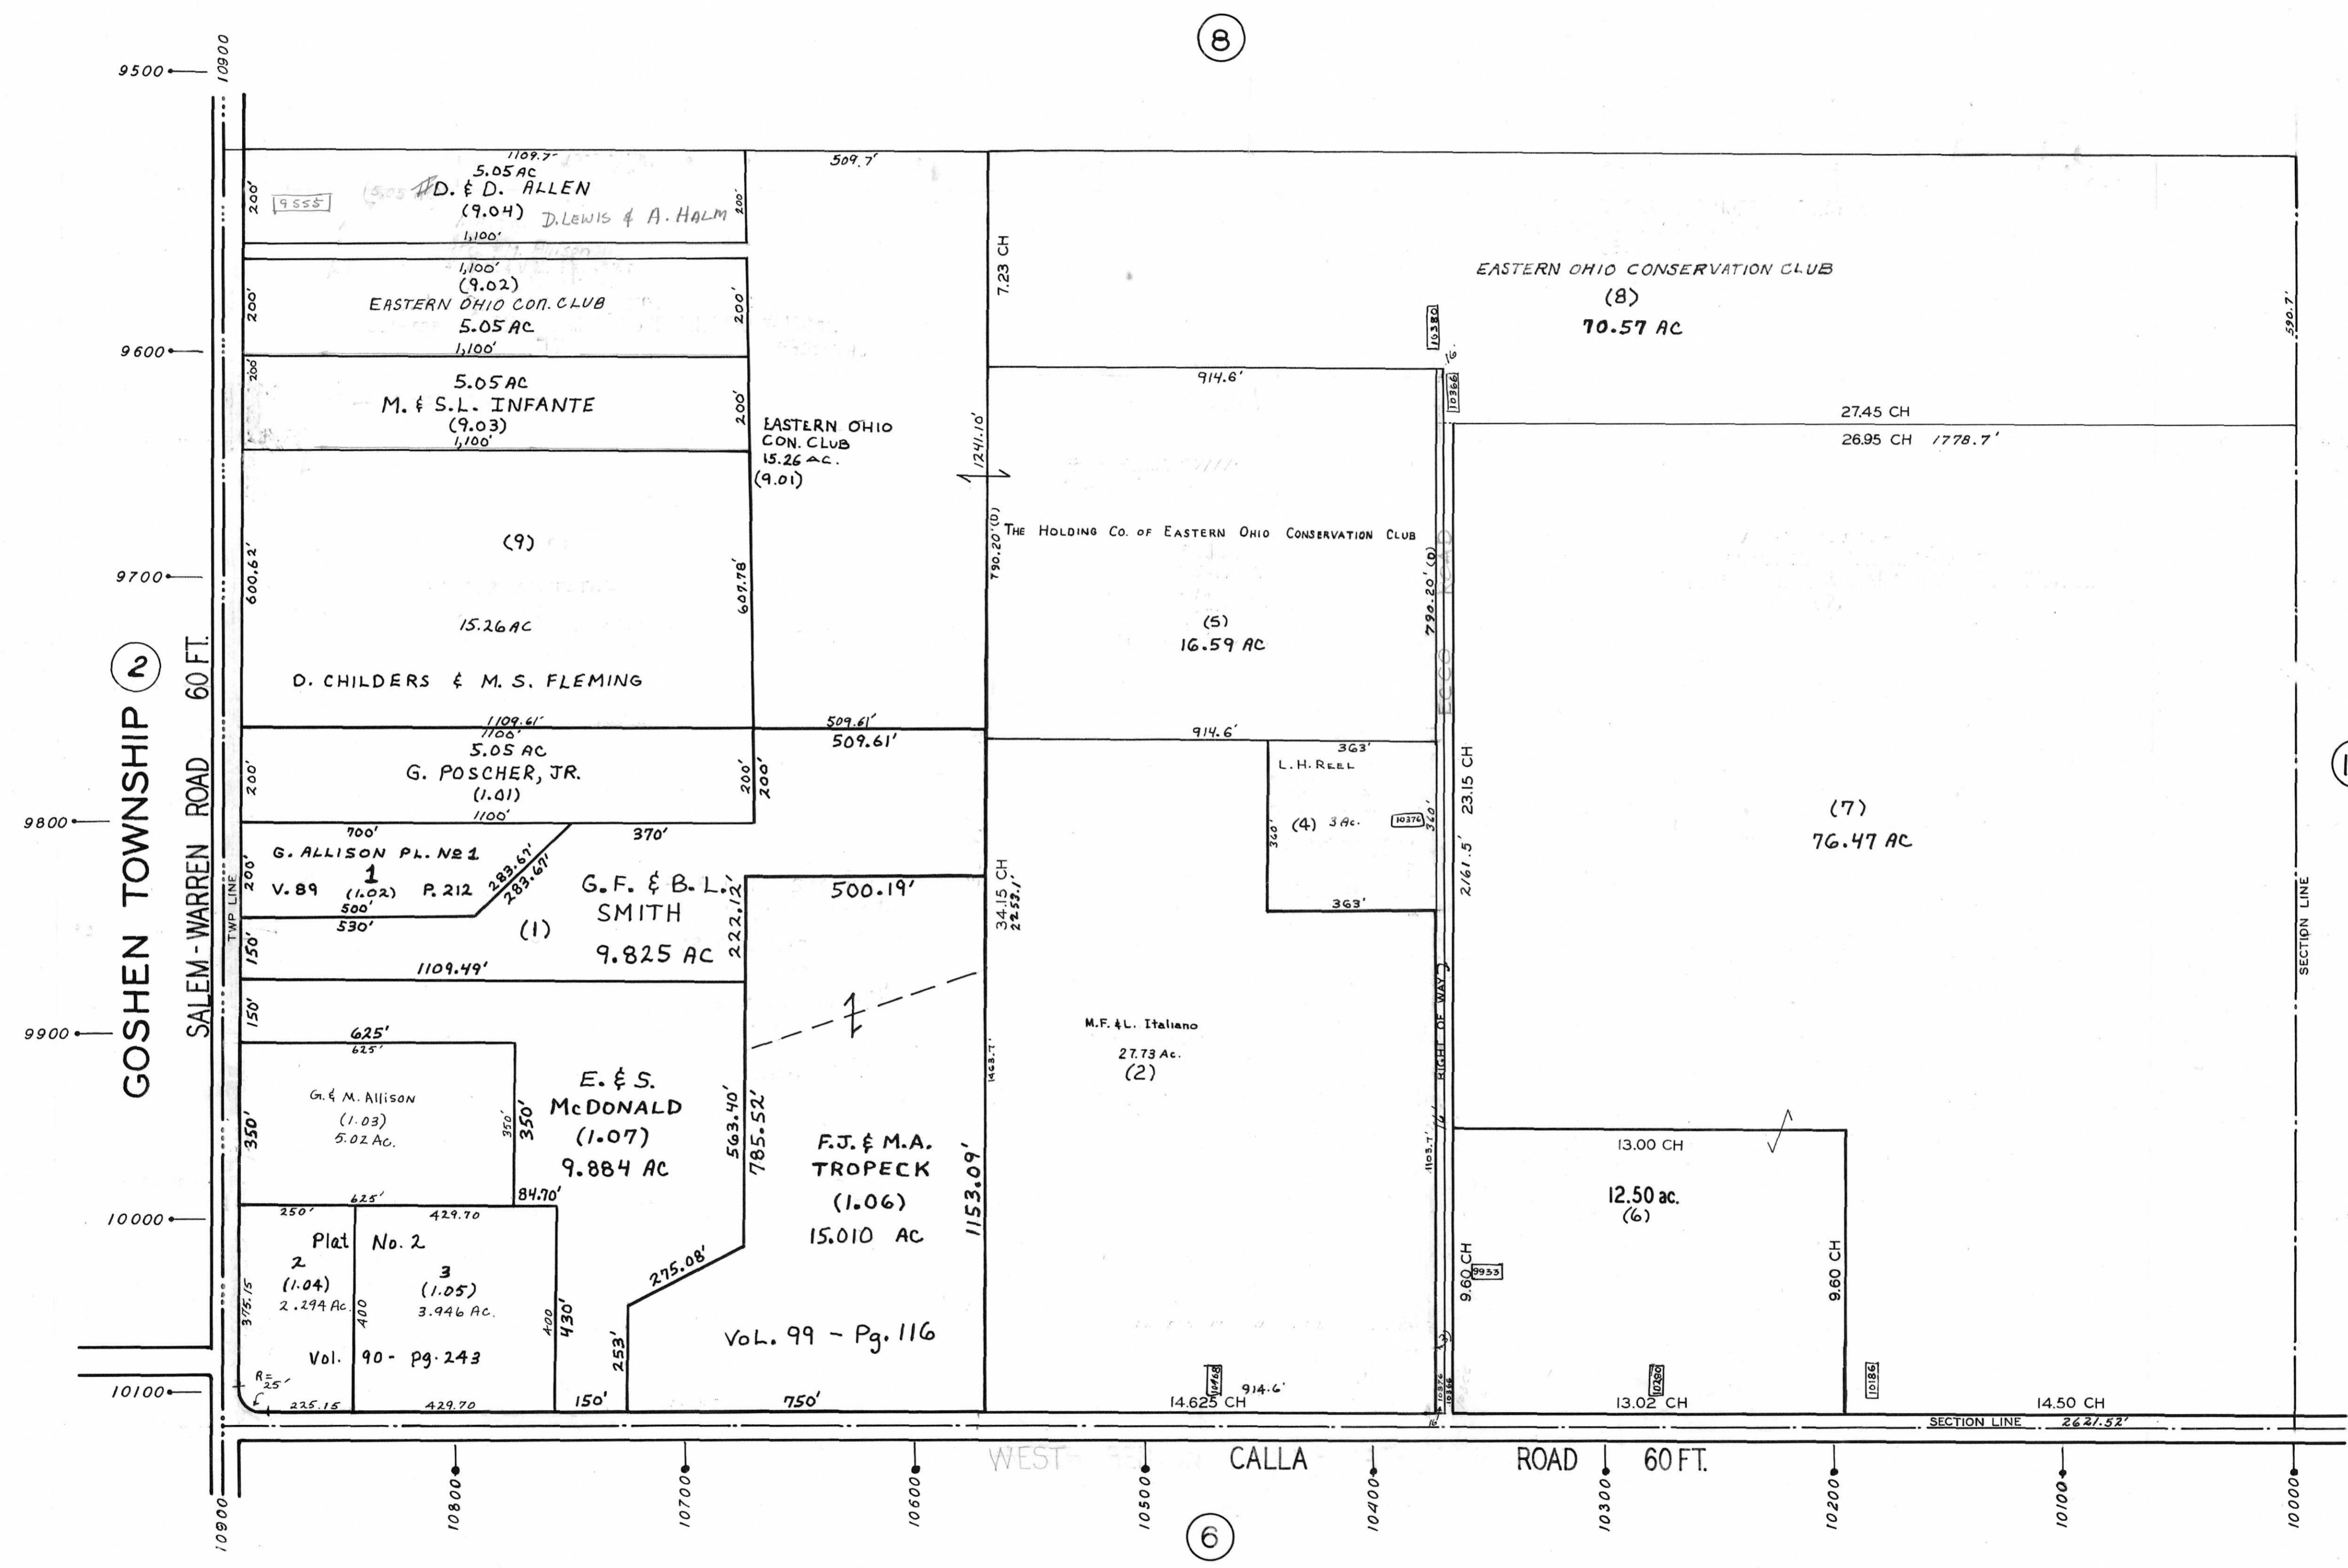 8
9500
10900
1109.7'
5.05 AC
D. & D. ALLEN
(9.04)
D. LEWIS & A. HALM
9555
200'
200'
1,100'
509.7'
1,100'
(9.02)
EASTERN OHIO CON. CLUB
5.05 AC
1,100'
200'
200'
9600
5.05 AC
M. & S.L. INFANTE
(9.03)
1,100'
200'
200'
EASTERN OHIO
CON. CLUB
15.26 AC.
(9.01)
7.23 CH
1241.10'
EASTERN OHIO CONSERVATION CLUB
(8)
70.57 AC
590.7'
10380
16'
10366
914.6'
27.45 CH
26.95 CH 1778.7'
(9)
15.26 AC
D. CHILDERS & M. S. FLEMING
600.62'
607.78'
9700
790.20' (D)
THE HOLDING CO. OF EASTERN OHIO CONSERVATION CLUB
(5)
16.59 AC
790.20' (D)
ECCO ROAD
914.6'
GOSHEN TOWNSHIP
2
SALEM-WARREN ROAD 60 FT.
TWP LINE
1109.61'
509.61'
1100'
5.05 AC
G. POSCHER, JR.
(1.01)
1100'
200'
200'
200'
509.61'
363'
L.H. REEL
(4) 3 Ac.
10376
360'
360'
363'
23.15 CH
2161.5'
(7)
76.47 AC
9800
700'
370'
G. ALLISON PL. No 1
1
V. 89 (1.02) P. 212
500'
530'
200'
283.67'
283.67'
G. F. & B. L.
SMITH
(1)
9.825 AC
222.12'
500.19'
34.15 CH
2253.1'
150'
1109.49'
SECTION LINE
9900
150'
625'
625'
G. & M. Allison
(1.03)
5.02 Ac.
350'
350'
350'
625'
84.70'
E. & S.
McDONALD
(1.07)
9.884 AC
563.40'
785.52'
F.J. & M.A.
TROPECK
(1.06)
15.010 AC
1153.09'
1463.7'
M.F. & L. Italiano
27.73 Ac.
(2)
RIGHT OF WAY
16'
1103.7'
13.00 CH
12.50 ac.
(6)
9.60 CH
9933
9.60 CH
10000
250'
429.70
Plat No. 2
2
(1.04)
2.294 Ac.
3
(1.05)
3.946 AC.
375.15
400
400
430'
275.08'
253'
Vol. 90 - Pg. 243
VOL. 99 - Pg. 116
R=
25'
10100
225.15
429.70
150'
750'
10468
914.6'
14.625 CH
(3)
10376
10366
16'
10280
13.02 CH
10186
14.50 CH
SECTION LINE 2621.52'
WEST CALLA ROAD 60 FT.
10900
10800
10700
10600
10500
10400
10300
10200
10100
10000
6